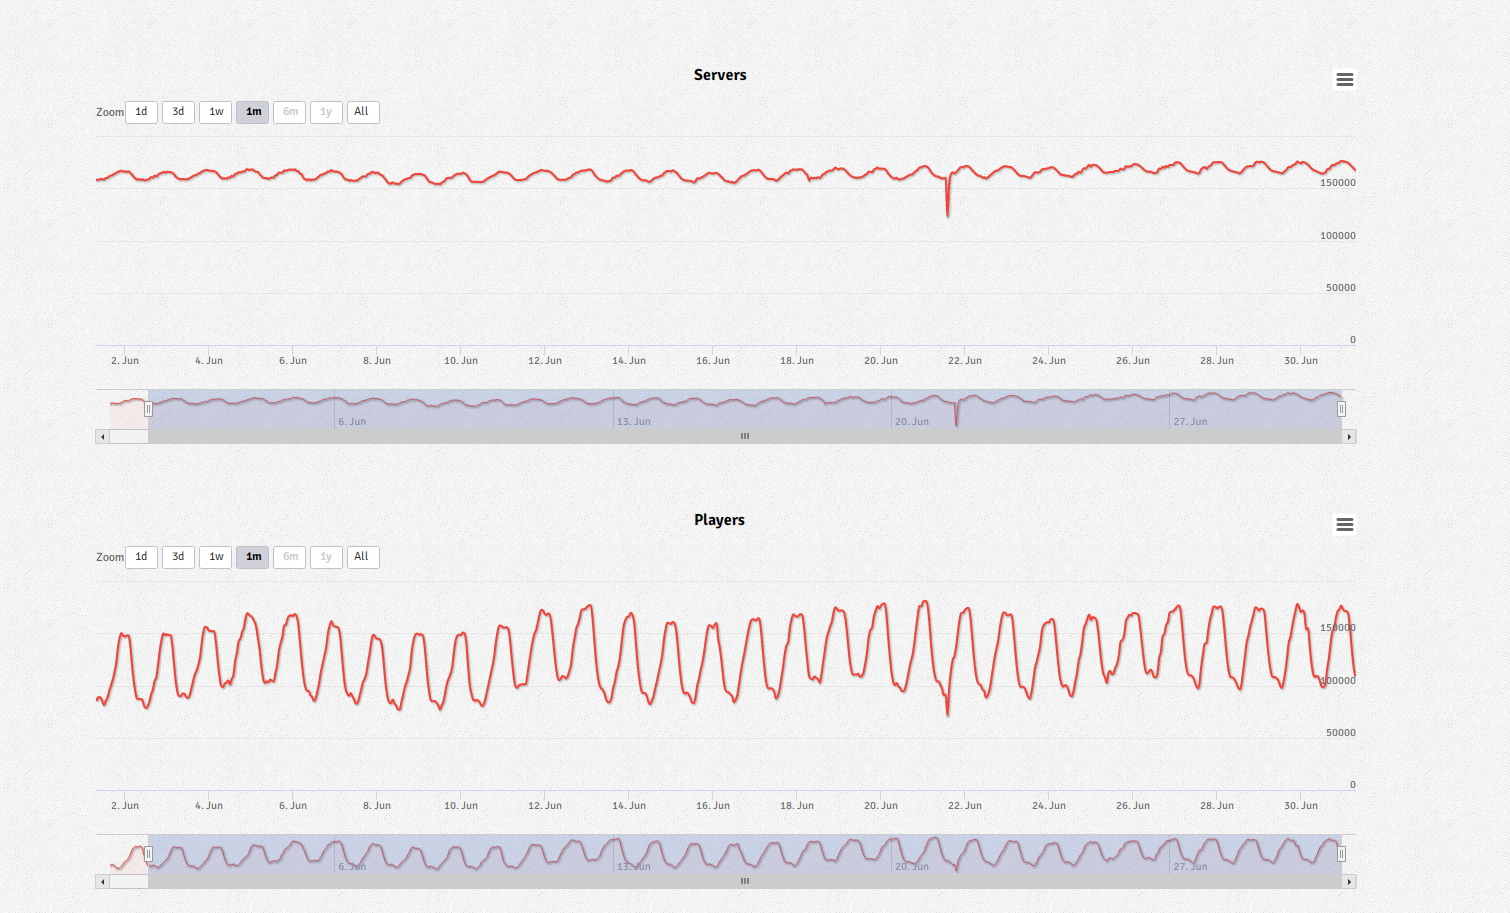 Servers
Zoom 1d 3d 1w 1m 6m 1y All
150000
100000
50000
0
2. Jun 4. Jun 6. Jun 8. Jun 10. Jun 12. Jun 14. Jun 16. Jun 18. Jun 20. Jun 22. Jun 24. Jun 26. Jun 28. Jun 30. Jun
6. Jun 13. Jun 20. Jun 27. Jun
Players
Zoom 1d 3d 1w 1m 6m 1y All
150000
100000
50000
0
2. Jun 4. Jun 6. Jun 8. Jun 10. Jun 12. Jun 14. Jun 16. Jun 18. Jun 20. Jun 22. Jun 24. Jun 26. Jun 28. Jun 30. Jun
6. Jun 13. Jun 20. Jun 27. Jun